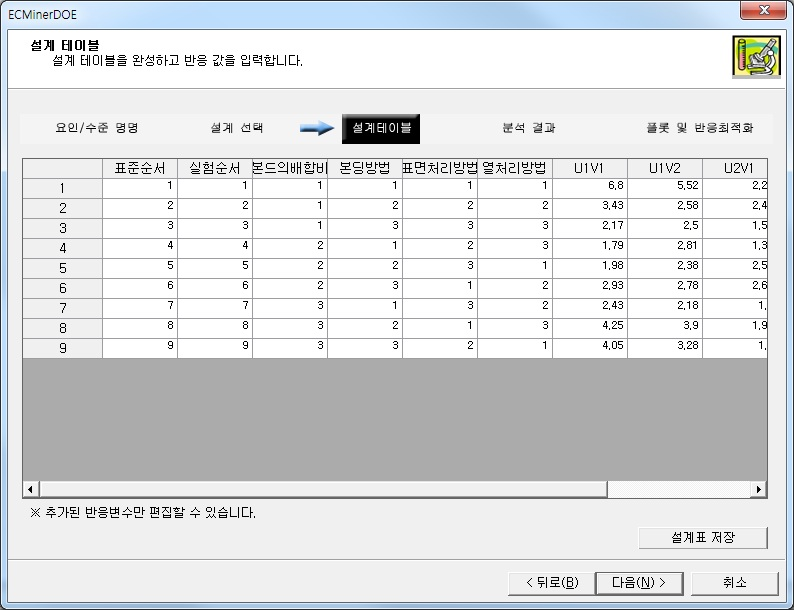 ECMinerDOE
설계 테이블
설계 테이블을 완성하고 반응 값을 입력합니다.
요인/수준 명명 설계 선택 설계테이블 분석 결과 플롯 및 반응최적화
표준순서 실험순서 본드의배합비 본딩방법 표면처리방법 열처리방법 U1V1 U1V2 U2V1
1 1 1 1 1 1 1 6,8 5,52 2,2
2 2 2 1 2 2 2 3,43 2,58 2,4
3 3 3 1 3 3 3 2,17 2,5 1,5
4 4 4 2 1 2 3 1,79 2,81 1,3
5 5 5 2 2 3 1 1,98 2,38 2,5
6 6 6 2 3 1 2 2,93 2,78 2,6
7 7 7 3 1 3 2 2,43 2,18 1,
8 8 8 3 2 1 3 4,25 3,9 1,9
9 9 9 3 3 2 1 4,05 3,28 1,
※ 추가된 반응변수만 편집할 수 있습니다.
설계표 저장
< 뒤로(B) 다음(N) > 취소